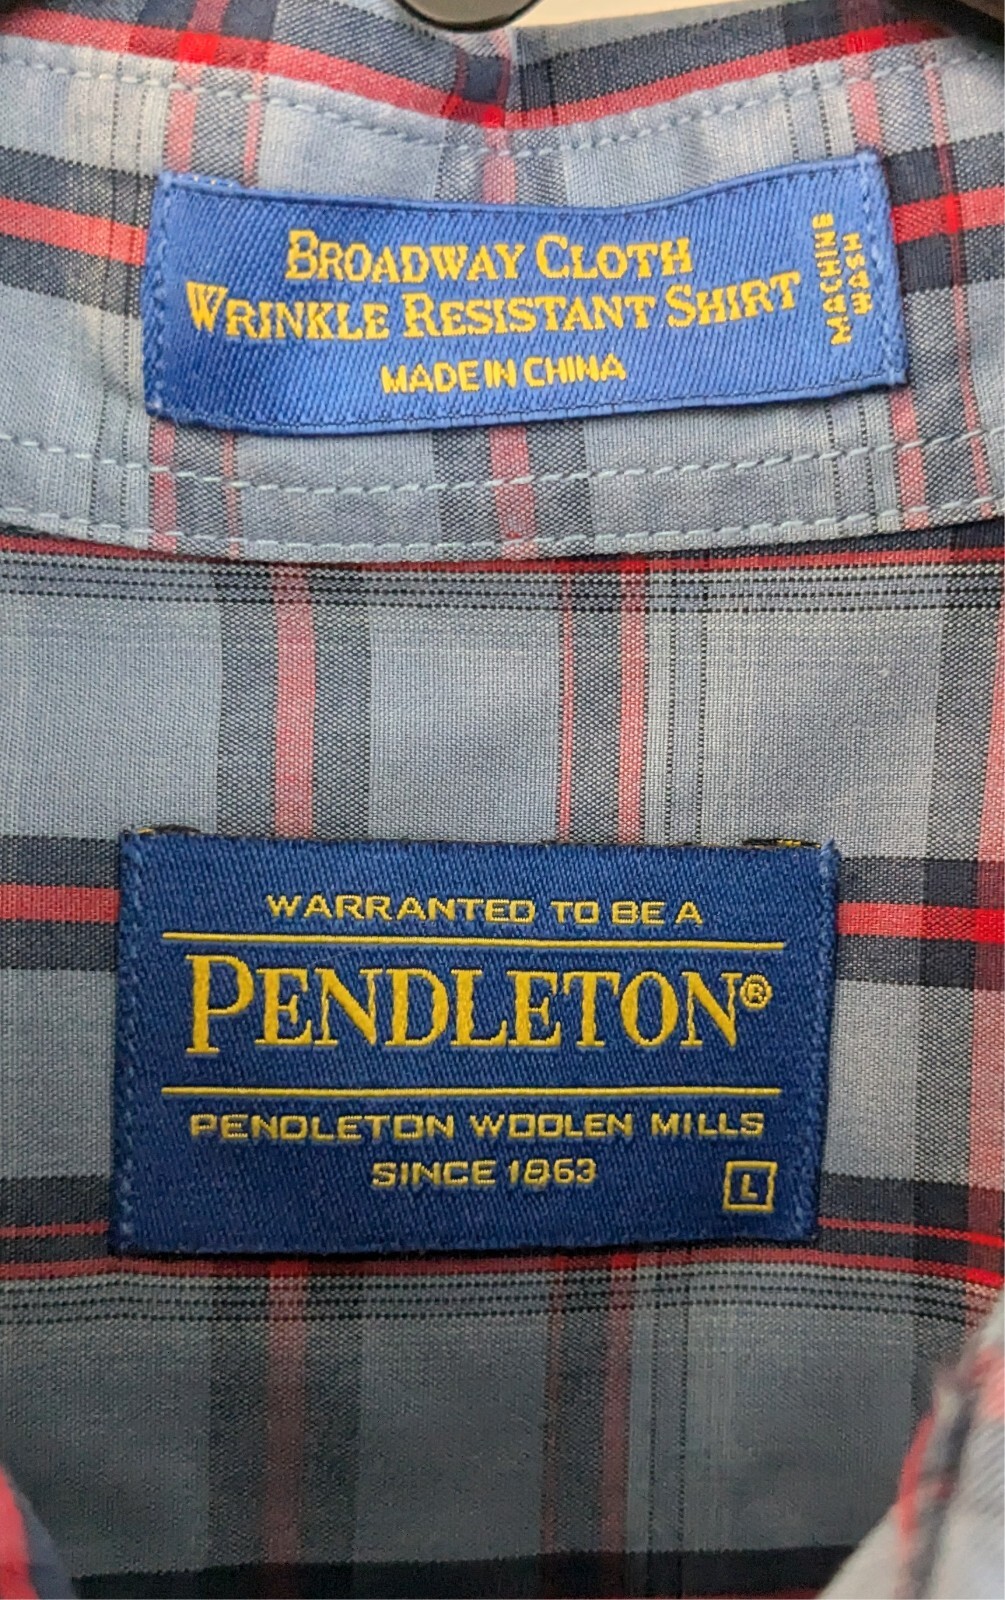 BROADWAY CLOTH
WRINKLE RESISTANT SHIRT
MADE IN CHINA
MACHINE
WASH
WARRANTED TO BE A
PENDLETON®
PENDLETON WOOLEN MILLS
SINCE 1863
L